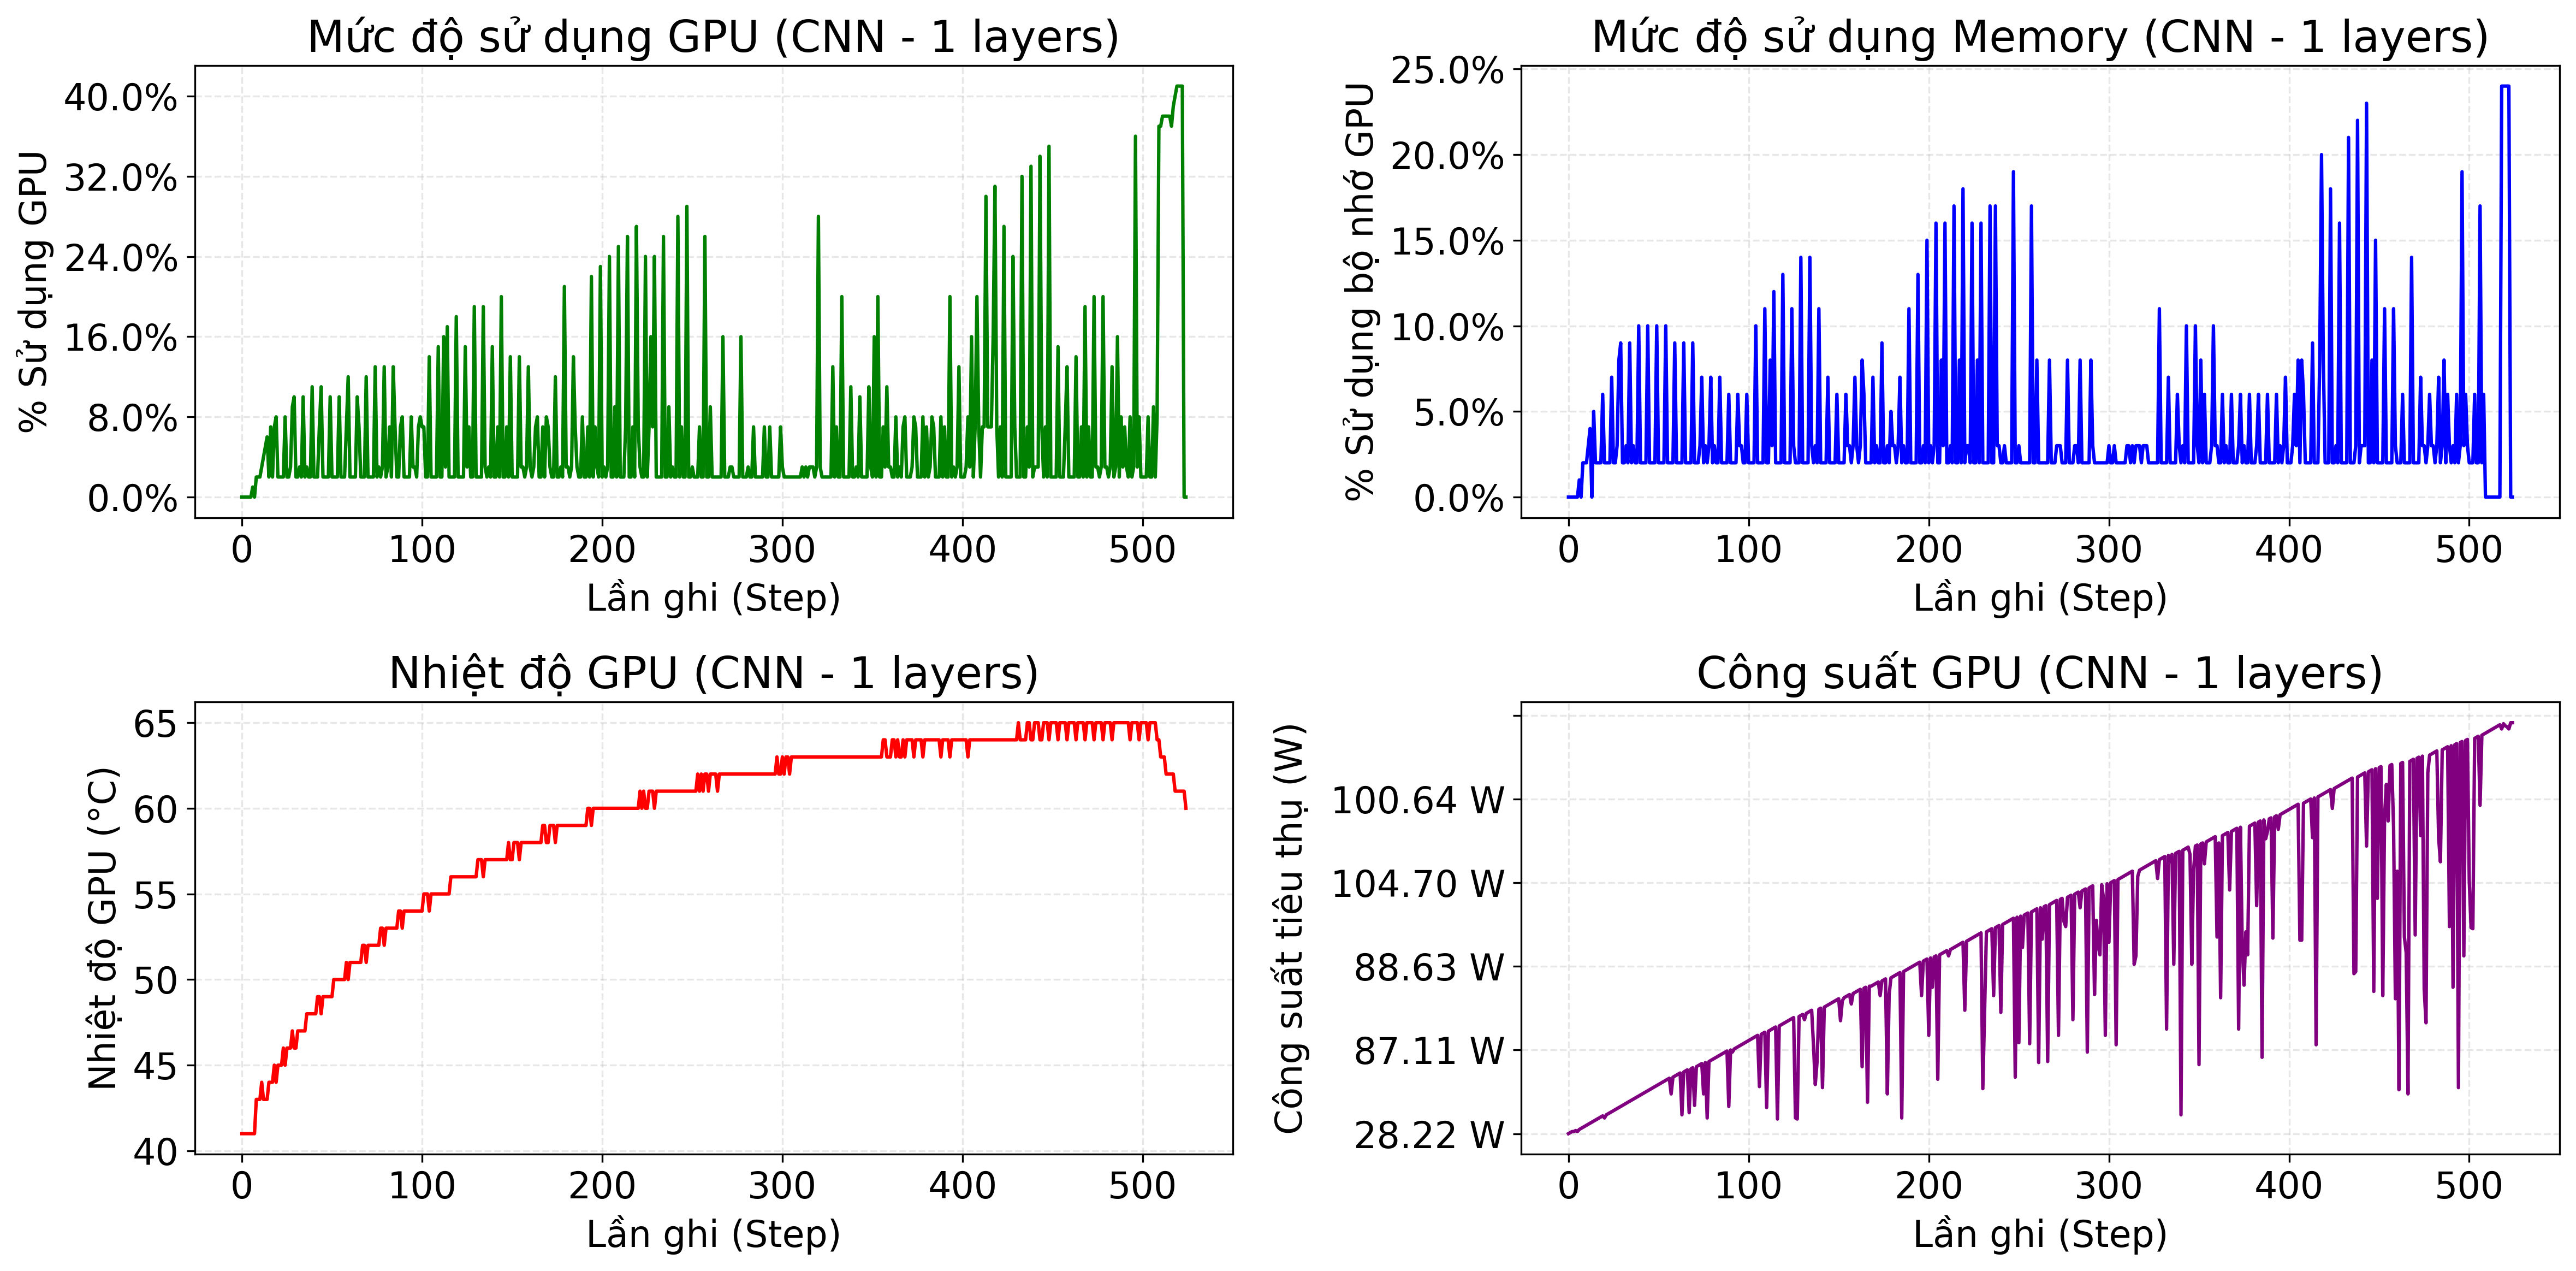 Mức độ sử dụng GPU (CNN - 1 layers)
% Sử dụng GPU
40.0%
32.0%
24.0%
16.0%
8.0%
0.0%
0 100 200 300 400 500
Lần ghi (Step)
Mức độ sử dụng Memory (CNN - 1 layers)
% Sử dụng bộ nhớ GPU
25.0%
20.0%
15.0%
10.0%
5.0%
0.0%
0 100 200 300 400 500
Lần ghi (Step)
Nhiệt độ GPU (CNN - 1 layers)
Nhiệt độ GPU (°C)
65
60
55
50
45
40
0 100 200 300 400 500
Lần ghi (Step)
Công suất GPU (CNN - 1 layers)
Công suất tiêu thụ (W)
100.64 W
104.70 W
88.63 W
87.11 W
28.22 W
0 100 200 300 400 500
Lần ghi (Step)